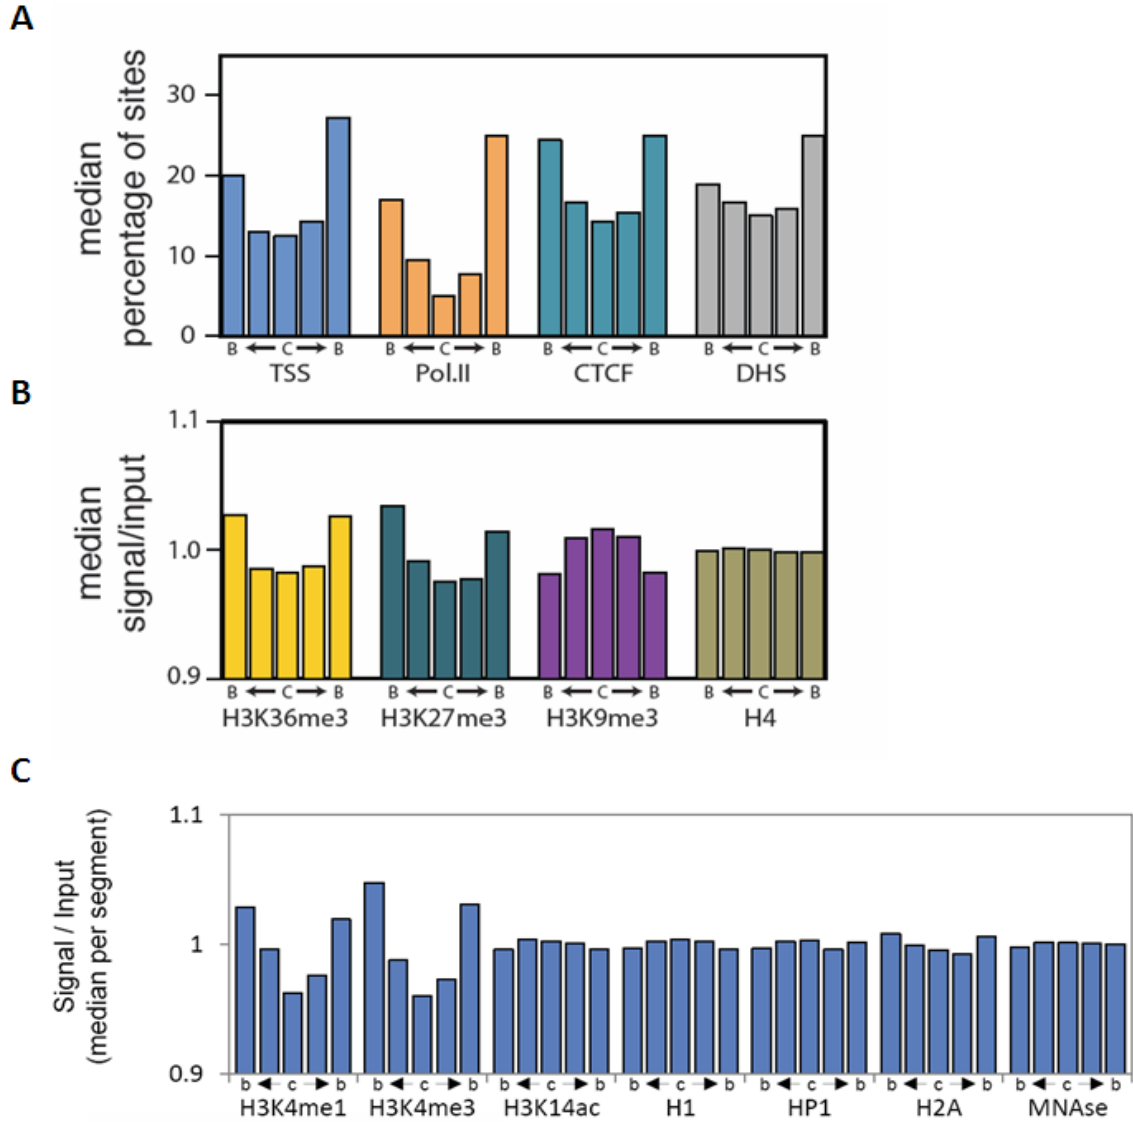 A
median
percentage of sites
30
20
10
0
B C B B C B B C B B C B
TSS Pol.II CTCF DHS
B
median
signal/input
1.1
1.0
0.9
B C B B C B B C B B C B
H3K36me3 H3K27me3 H3K9me3 H4
C
Signal / Input
(median per segment)
1.1
1
0.9
b c b b c b b c b b c b b c b b c b b c b
H3K4me1 H3K4me3 H3K14ac H1 HP1 H2A MNAse